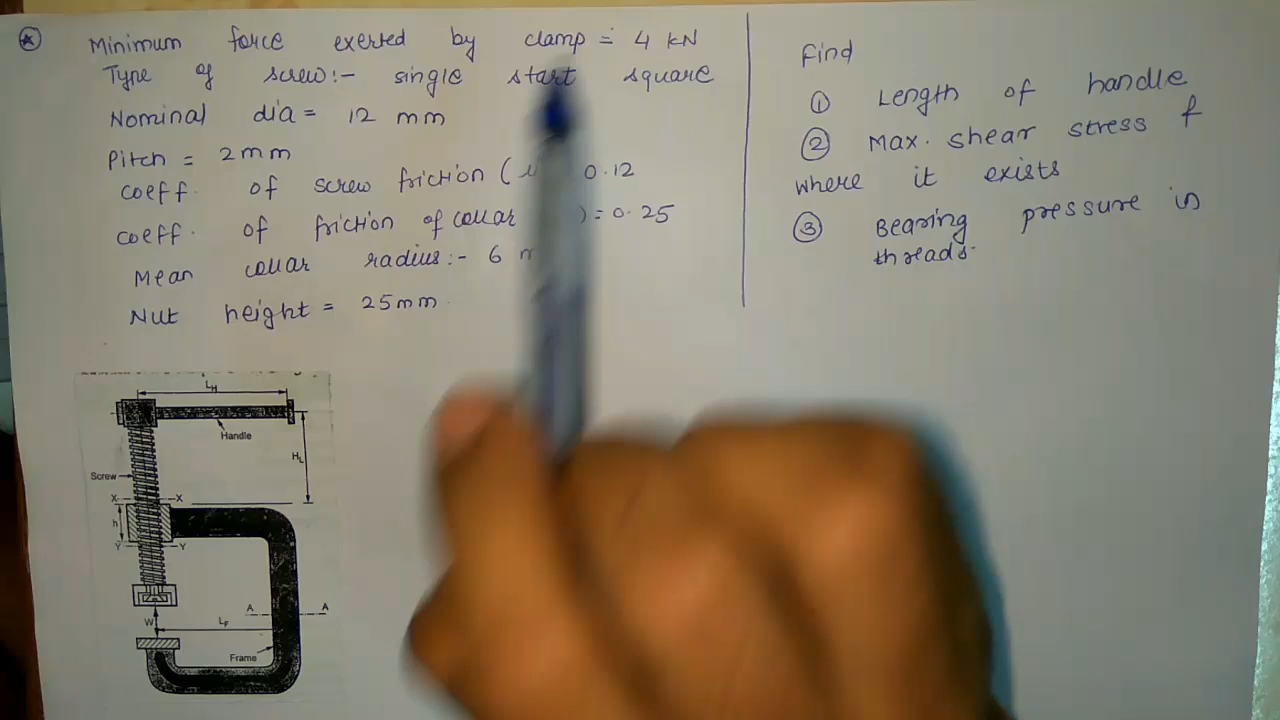 Minimum force exerted by clamp = 4 kN
Type of screw:- single start square
Nominal dia = 12 mm
Pitch = 2mm
coeff. of screw friction ( 0.12
coeff. of friction of collar ) = 0.25
Mean collar radius:- 6
Nut height = 25mm
Find
① Length of handle
② Max. shear stress &
where it exists
③ Bearing pressure in
threads.
LH
Handle
HL
Screw
X X
h
Y Y
W
LF
A A
Frame